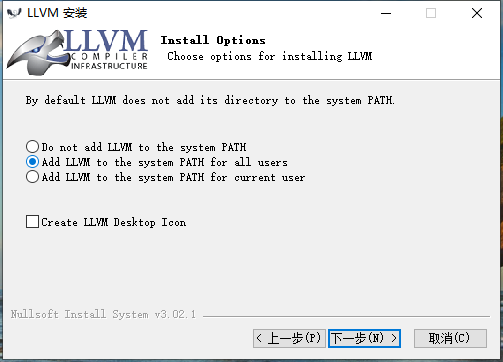 LLVM 安装
LLVM
COMPILER
INFRASTRUCTURE
Install Options
Choose options for installing LLVM
By default LLVM does not add its directory to the system PATH.
Do not add LLVM to the system PATH
Add LLVM to the system PATH for all users
Add LLVM to the system PATH for current user
Create LLVM Desktop Icon
Nullsoft Install System v3.02.1
< 上一步(P) 下一步(N) > 取消(C)